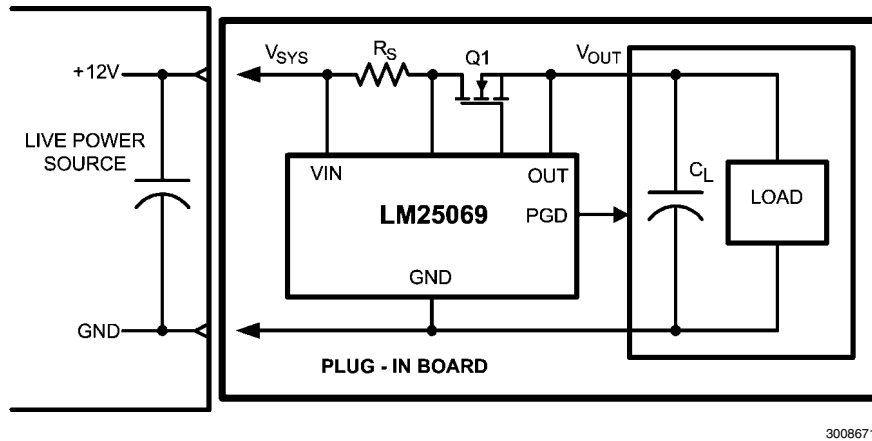 +12V
LIVE POWER
SOURCE
GND
VSYS
RS
Q1
VOUT
VIN
OUT
LM25069
PGD
GND
CL
LOAD
PLUG - IN BOARD
3008671